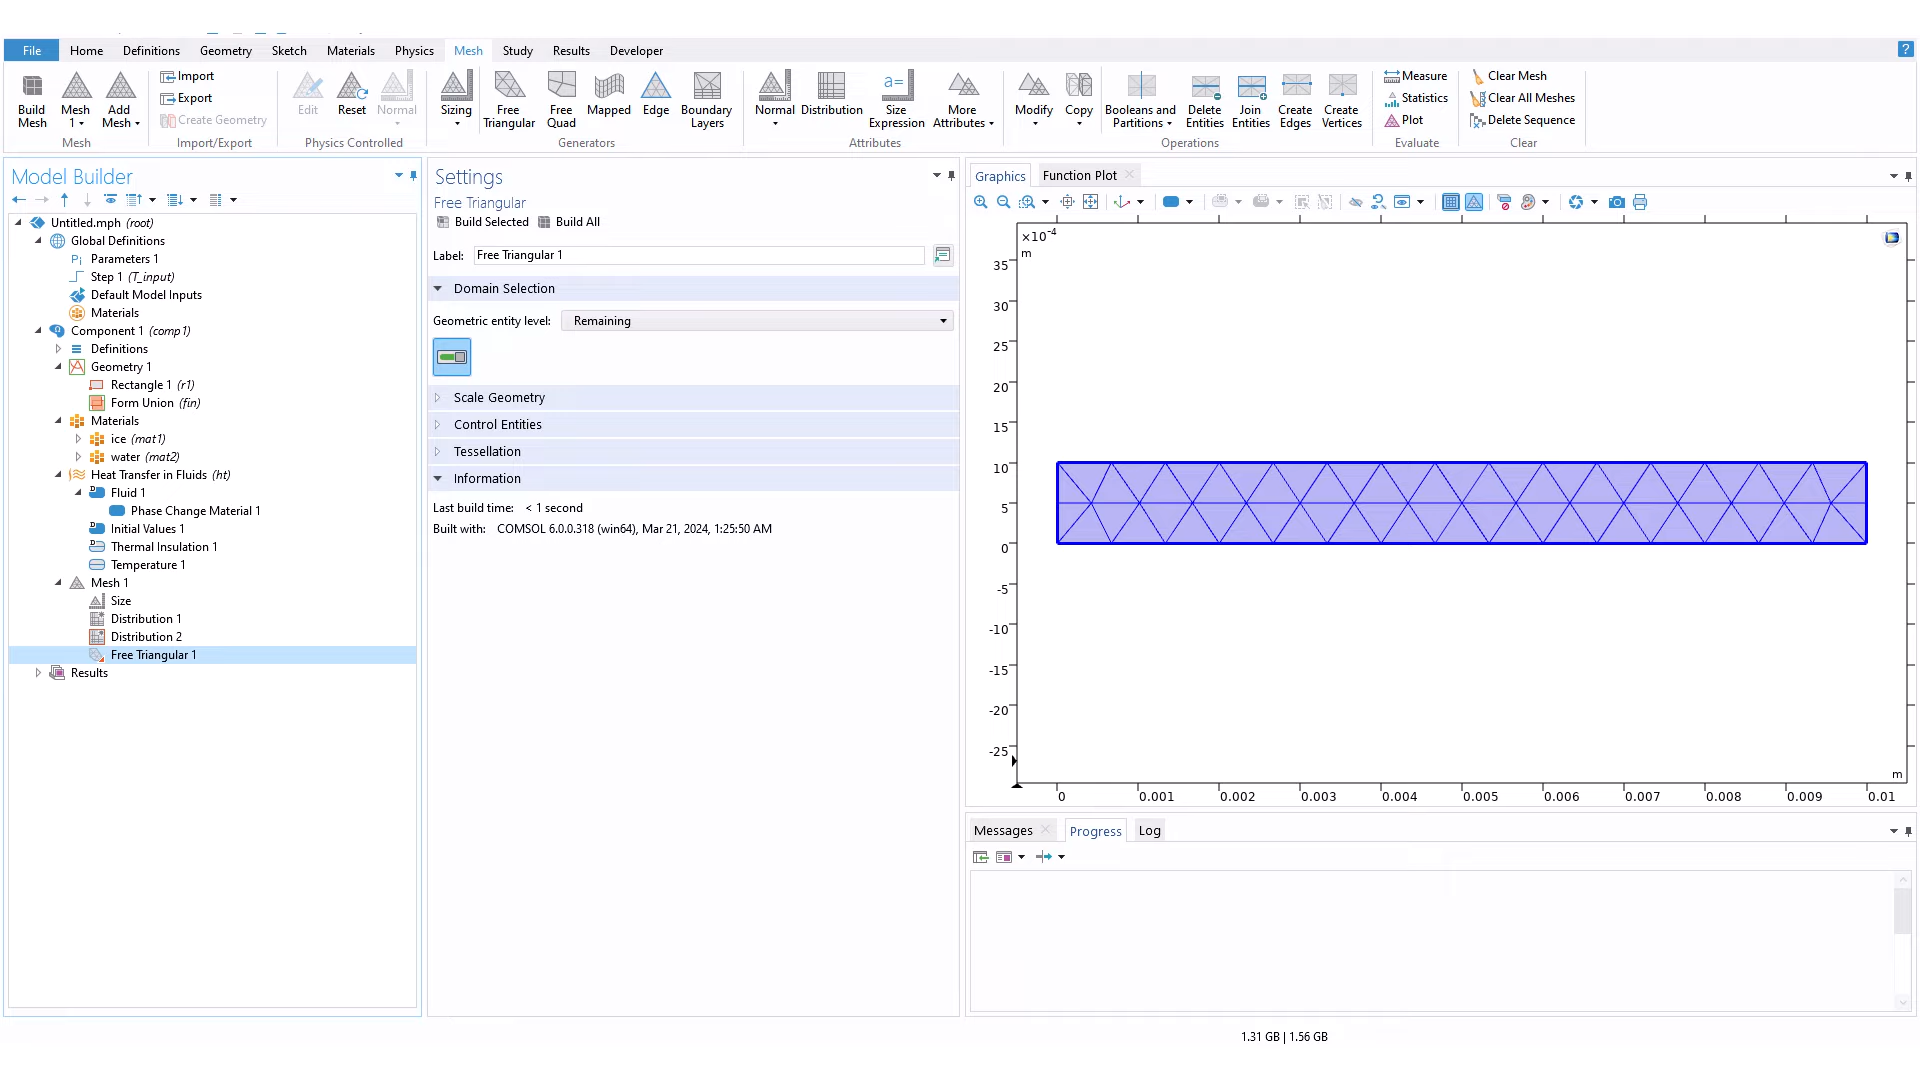 File Home Definitions Geometry Sketch Materials Physics Mesh Study Results Developer ?
Build Mesh
Mesh 1
Add Mesh
Import
Export
Create Geometry
Edit
Reset
Normal
Sizing
Free Triangular
Free Quad
Mapped
Edge
Boundary Layers
Normal
Distribution
a=
Size Expression
More Attributes
Modify
Copy
Booleans and Partitions
Delete Entities
Join Entities
Create Edges
Create Vertices
Measure
Statistics
Plot
Clear Mesh
Clear All Meshes
Delete Sequence
Mesh Import/Export Physics Controlled Generators Attributes Operations Evaluate Clear
Model Builder
Untitled.mph (root)
Global Definitions
Pi Parameters 1
Step 1 (T_input)
Default Model Inputs
Materials
Component 1 (comp1)
Definitions
Geometry 1
Rectangle 1 (r1)
Form Union (fin)
Materials
ice (mat1)
water (mat2)
Heat Transfer in Fluids (ht)
D Fluid 1
Phase Change Material 1
D Initial Values 1
D Thermal Insulation 1
Temperature 1
Mesh 1
Size
Distribution 1
Distribution 2
Free Triangular 1
Results
Settings
Free Triangular
Build Selected Build All
Label: Free Triangular 1
Domain Selection
Geometric entity level: Remaining
Scale Geometry
Control Entities
Tessellation
Information
Last build time: < 1 second
Built with: COMSOL 6.0.0.318 (win64), Mar 21, 2024, 1:25:50 AM
Graphics Function Plot
×10⁻⁴
m
35
30
25
20
15
10
5
0
-5
-10
-15
-20
-25
m
0 0.001 0.002 0.003 0.004 0.005 0.006 0.007 0.008 0.009 0.01
Messages Progress Log
1.31 GB | 1.56 GB